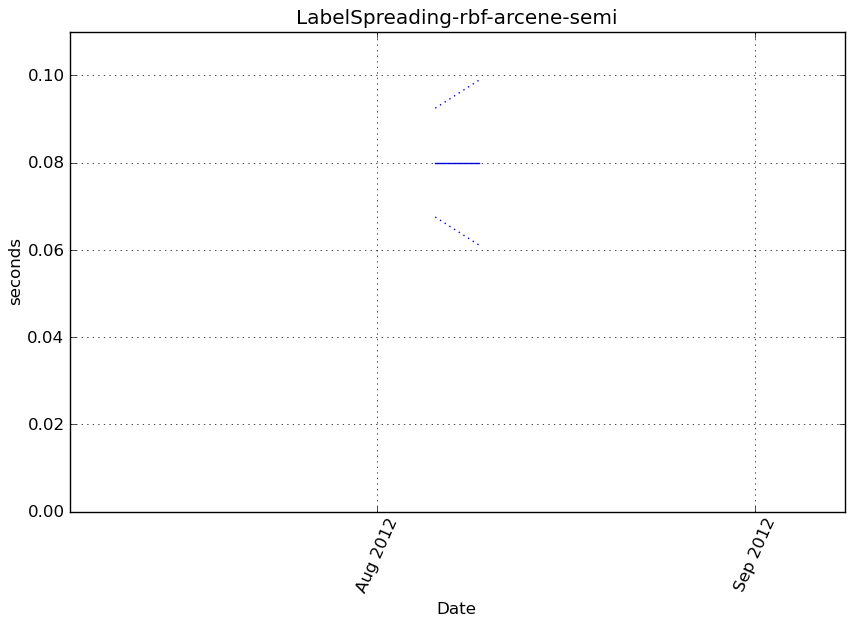 LabelSpreading-rbf-arcene-semi
0.10
0.08
0.06
0.04
0.02
0.00
seconds
Aug 2012
Sep 2012
Date